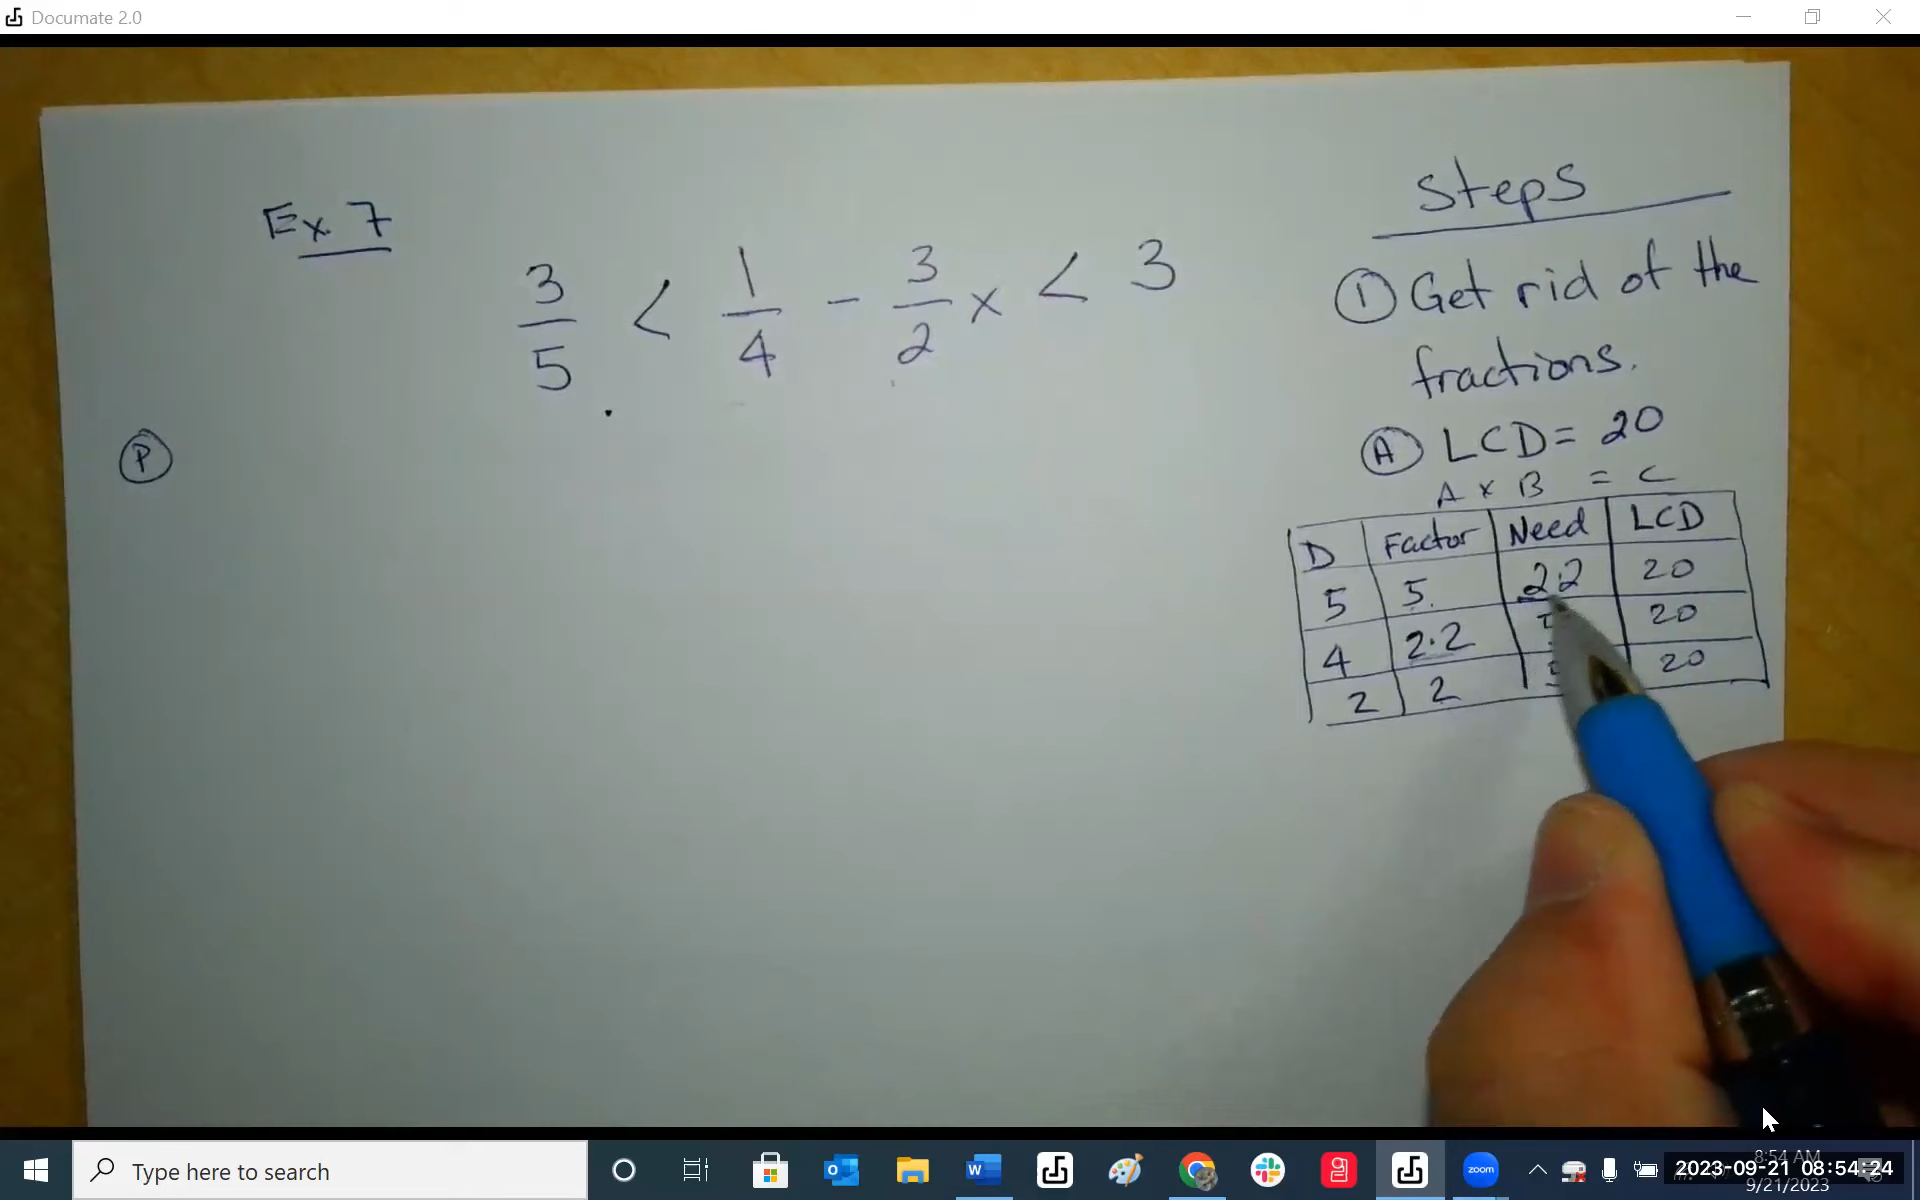 Documate 2.0
Ex. 7
3/5 < 1/4 - 3/2 x < 3
P
Steps
① Get rid of the
fractions.
Ⓐ LCD = 20
A × B = C
D Factor Need LCD
5 5. 2·2 20
4 2·2 20
2 2 20
Type here to search
zoom
8:54 AM
2023-09-21 08:54:24
9/21/2023